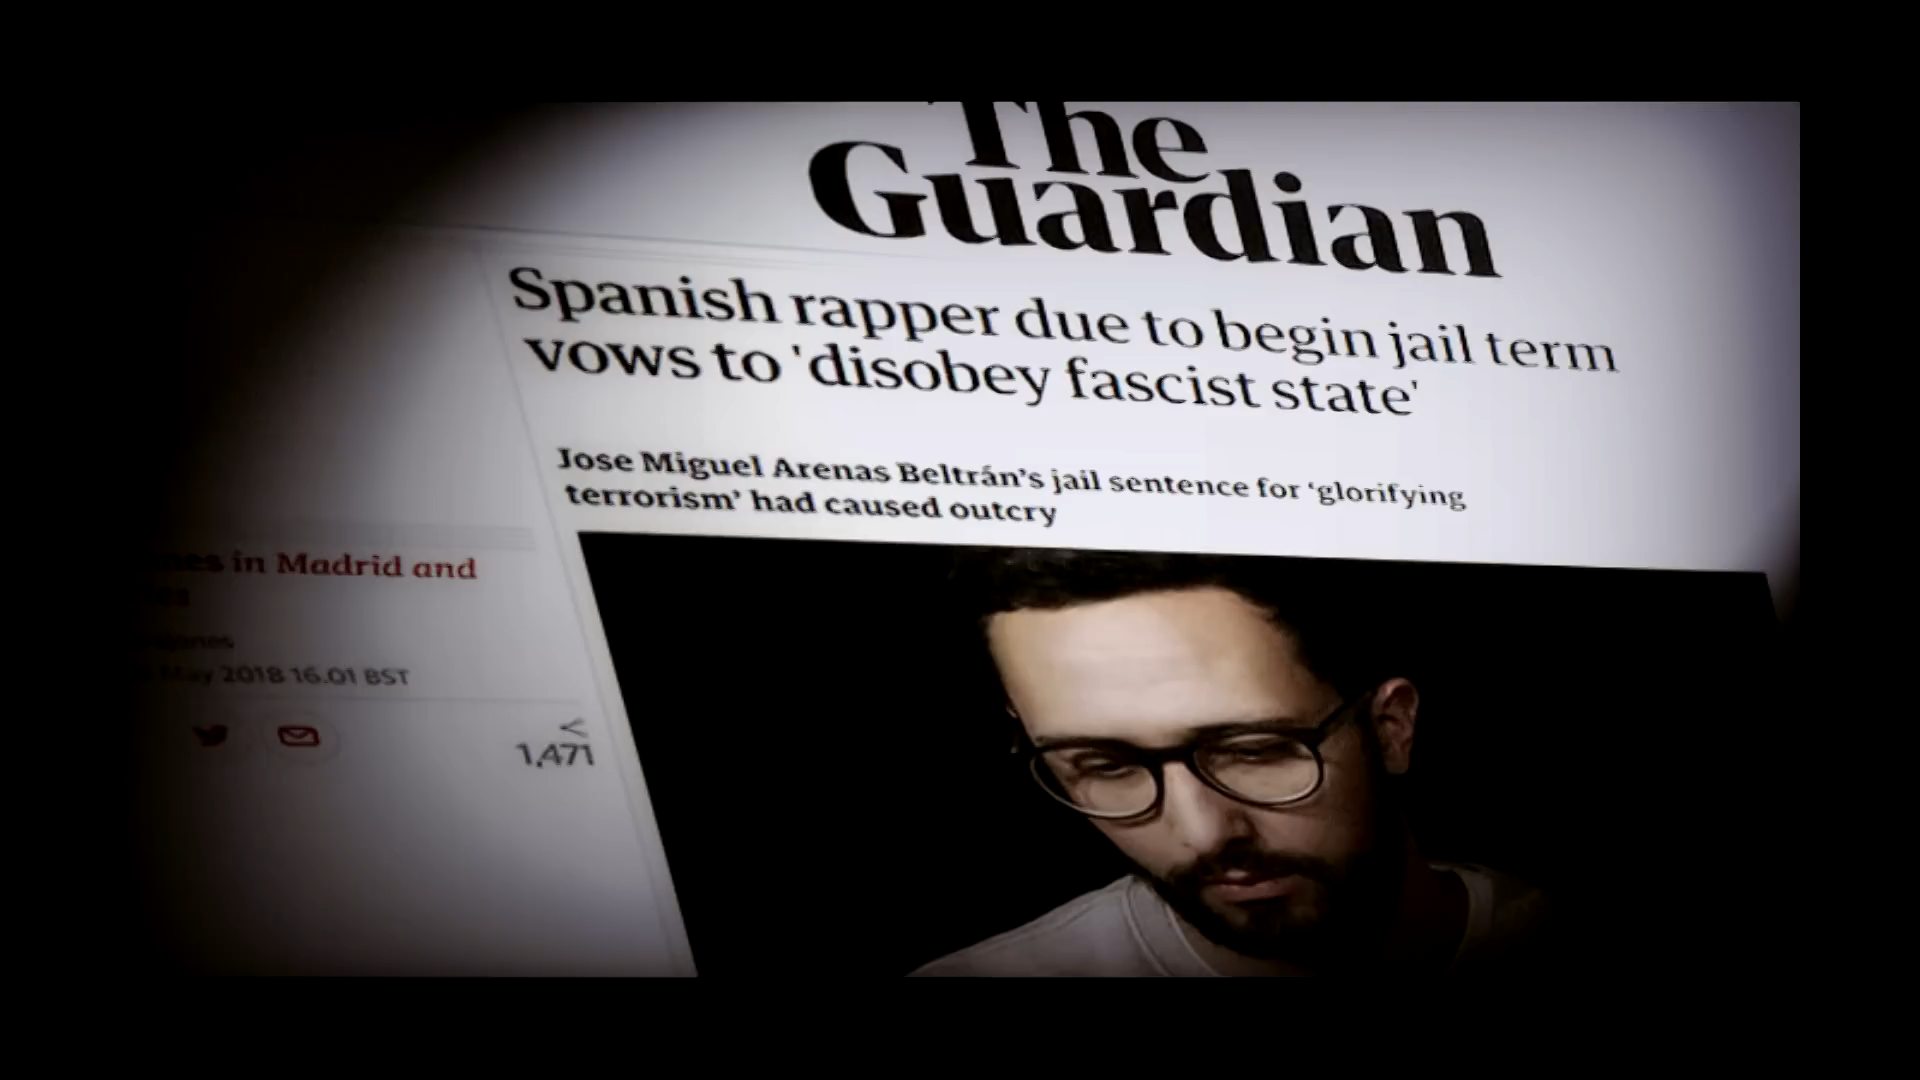 The
Guardian
Spanish rapper due to begin jail term
vows to 'disobey fascist state'
Jose Miguel Arenas Beltrán's jail sentence for 'glorifying
terrorism' had caused outcry
in Madrid and
May 2018 16.01 BST
1,471